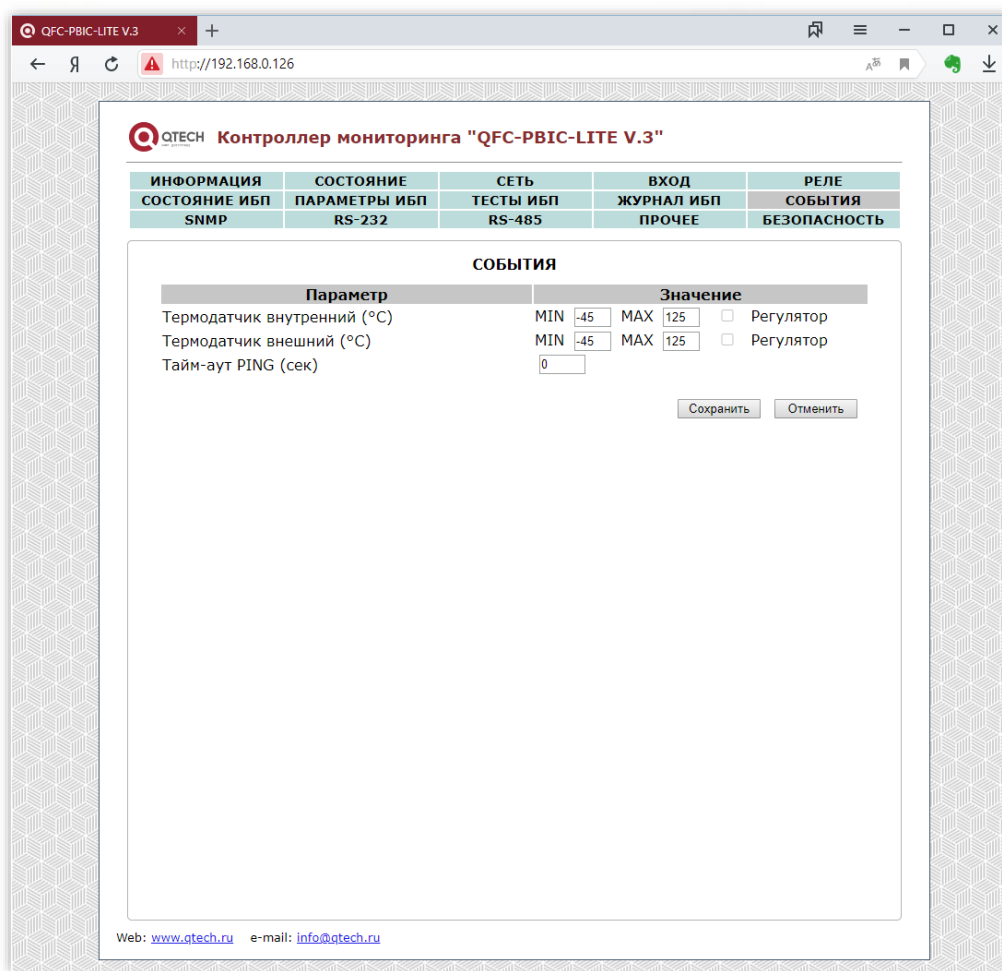 QFC-PBIC-LITE V.3
Я http://192.168.0.126
QTECH Контроллер мониторинга "QFC-PBIC-LITE V.3"
ИНФОРМАЦИЯ СОСТОЯНИЕ СЕТЬ ВХОД РЕЛЕ
СОСТОЯНИЕ ИБП ПАРАМЕТРЫ ИБП ТЕСТЫ ИБП ЖУРНАЛ ИБП СОБЫТИЯ
SNMP RS-232 RS-485 ПРОЧЕЕ БЕЗОПАСНОСТЬ
СОБЫТИЯ
Параметр Значение
Термодатчик внутренний (°C) MIN -45 MAX 125 Регулятор
Термодатчик внешний (°C) MIN -45 MAX 125 Регулятор
Тайм-аут PING (сек) 0
Сохранить Отменить
Web: www.qtech.ru e-mail: info@qtech.ru